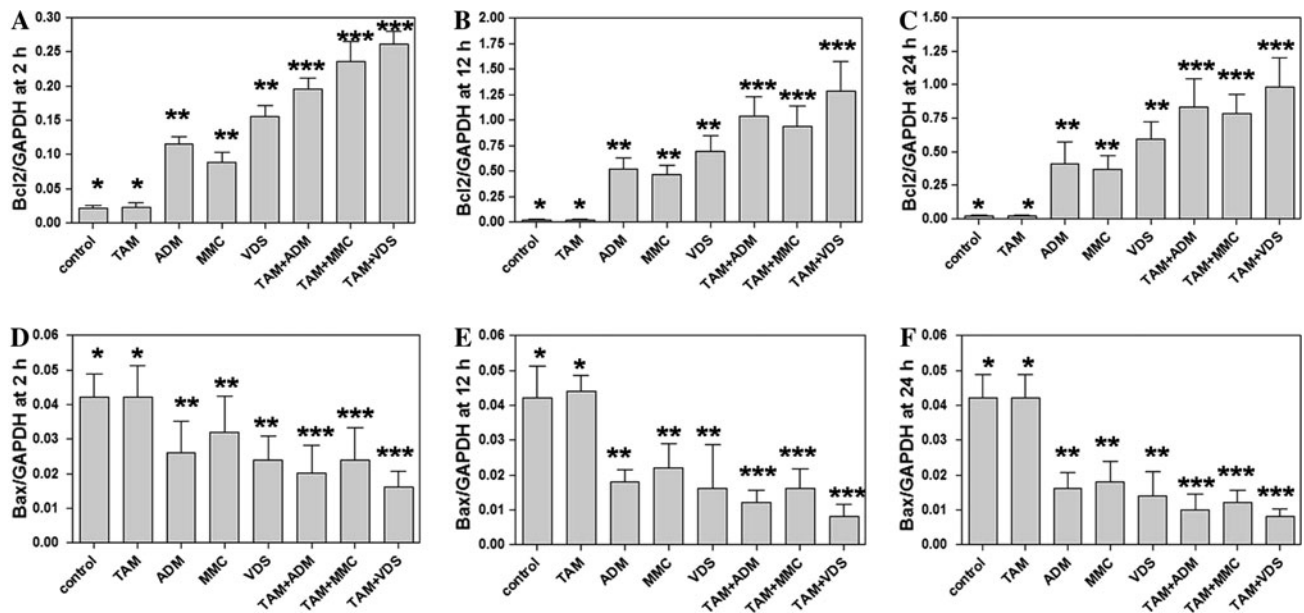 A
Bcl2/GAPDH at 2 h
0.30
0.25
0.20
0.15
0.10
0.05
0.00
*
*
**
**
**
***
***
***
control
TAM
ADM
MMC
VDS
TAM+ADM
TAM+MMC
TAM+VDS
B
Bcl2/GAPDH at 12 h
2.00
1.75
1.50
1.25
1.00
0.75
0.50
0.25
0.00
*
*
**
**
**
***
***
***
control
TAM
ADM
MMC
VDS
TAM+ADM
TAM+MMC
TAM+VDS
C
Bcl2/GAPDH at 24 h
1.50
1.25
1.00
0.75
0.50
0.25
0.00
*
*
**
**
**
***
***
***
control
TAM
ADM
MMC
VDS
TAM+ADM
TAM+MMC
TAM+VDS
D
Bax/GAPDH at 2 h
0.06
0.05
0.04
0.03
0.02
0.01
0.00
*
*
**
**
**
***
***
***
control
TAM
ADM
MMC
VDS
TAM+ADM
TAM+MMC
TAM+VDS
E
Bax/GAPDH at 12 h
0.06
0.05
0.04
0.03
0.02
0.01
0.00
*
*
**
**
**
***
***
***
control
TAM
ADM
MMC
VDS
TAM+ADM
TAM+MMC
TAM+VDS
F
Bax/GAPDH at 24 h
0.06
0.05
0.04
0.03
0.02
0.01
0.00
*
*
**
**
**
***
***
***
control
TAM
ADM
MMC
VDS
TAM+ADM
TAM+MMC
TAM+VDS